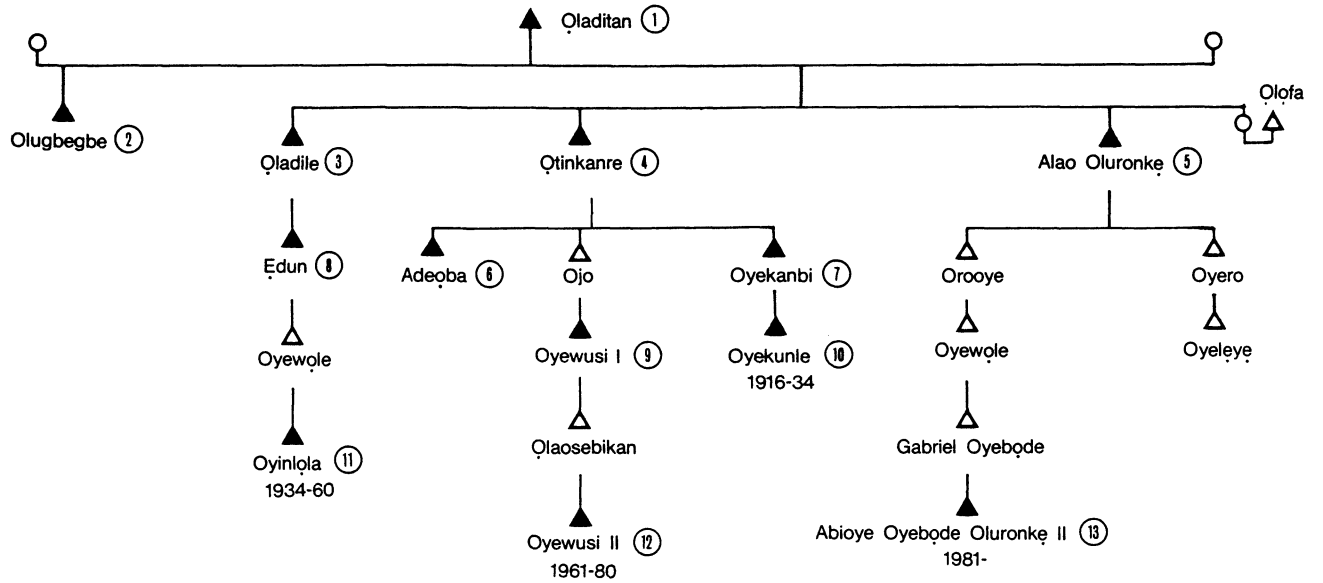 Ọladitan 1
Ọlọfa
Olugbegbe 2
Ọladile 3
Ọtinkanre 4
Alao Oluronkẹ 5
Ẹdun 8
Adeọba 6
Ojo
Oyekanbi 7
Orooye
Oyero
Oyewọle
Oyewusi I 9
Oyekunle 10
1916-34
Oyewọle
Oyelẹyẹ
Oyinlọla 11
1934-60
Ọlaosebikan
Gabriel Oyebọde
Oyewusi II 12
1961-80
Abioye Oyebọde Oluronkẹ II 13
1981-